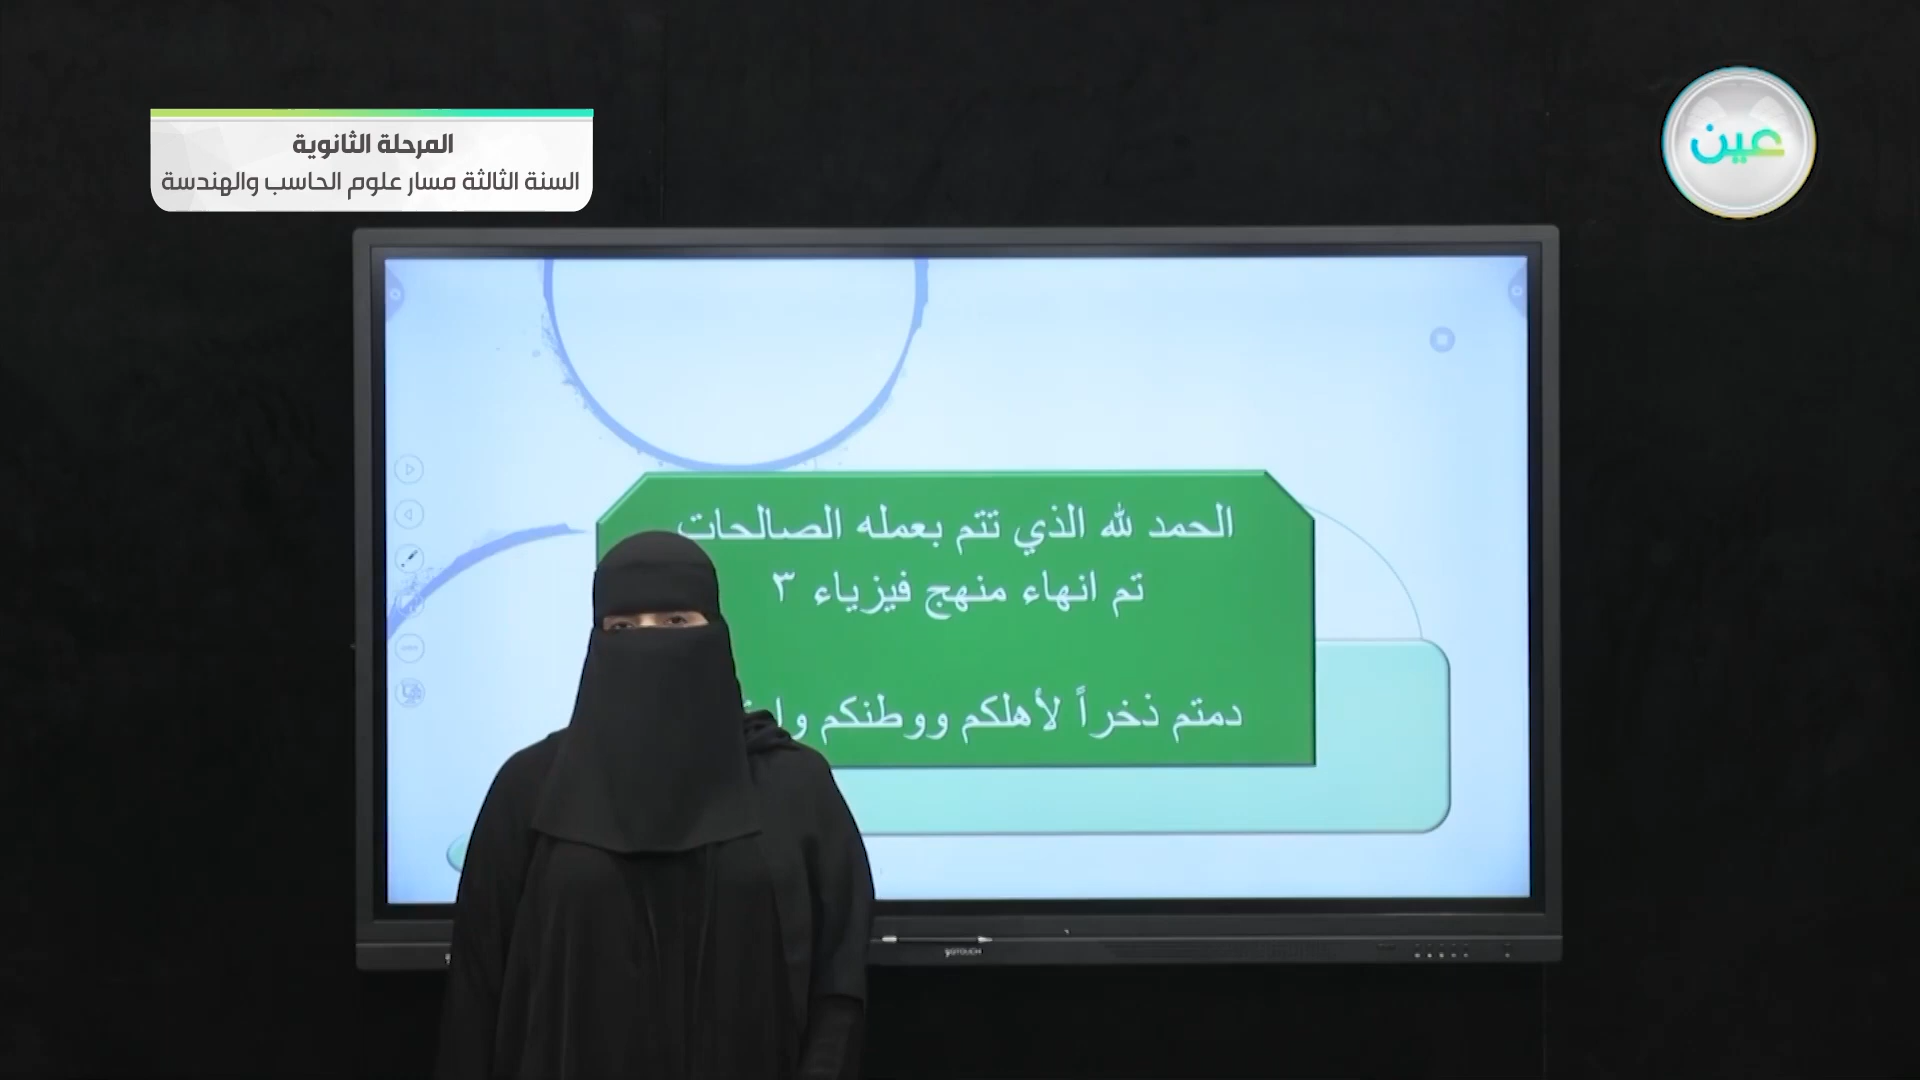 المرحلة الثانوية
السنة الثالثة مسار علوم الحاسب والهندسة
عين
الحمد لله الذي تتم بعمله الصالحات
تم انهاء منهج فيزياء ٣
دمتم ذخراً لأهلكم ووطنكم